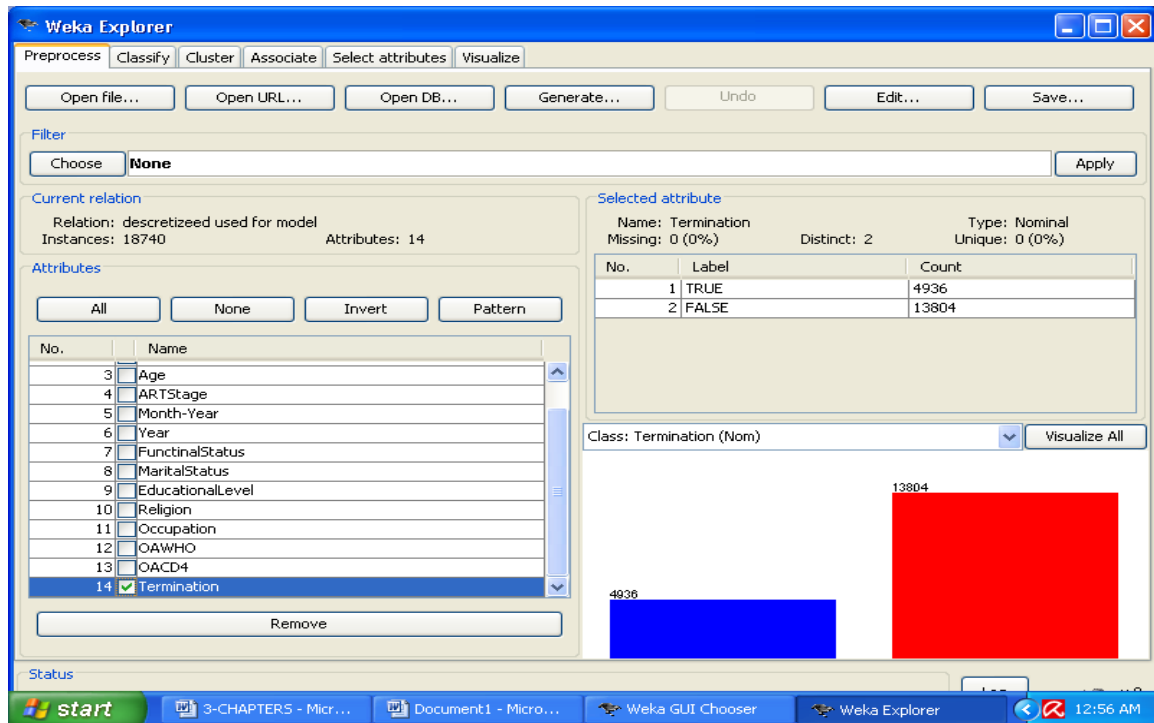 Weka Explorer
Preprocess Classify Cluster Associate Select attributes Visualize
Open file... Open URL... Open DB... Generate... Undo Edit... Save...
Filter
Choose None Apply
Current relation
Relation: descretizeed used for model
Instances: 18740 Attributes: 14
Selected attribute
Name: Termination Type: Nominal
Missing: 0 (0%) Distinct: 2 Unique: 0 (0%)
No. Label Count
1 TRUE 4936
2 FALSE 13804
Attributes
All None Invert Pattern
No. Name
3 Age
4 ARTStage
5 Month-Year
6 Year
7 FunctinalStatus
8 MaritalStatus
9 EducationalLevel
10 Religion
11 Occupation
12 OAWHO
13 OACD4
14 Termination
Remove
Class: Termination (Nom) Visualize All
13804
4936
Status
start 3-CHAPTERS - Micr... Document1 - Micro... Weka GUI Chooser Weka Explorer 12:56 AM